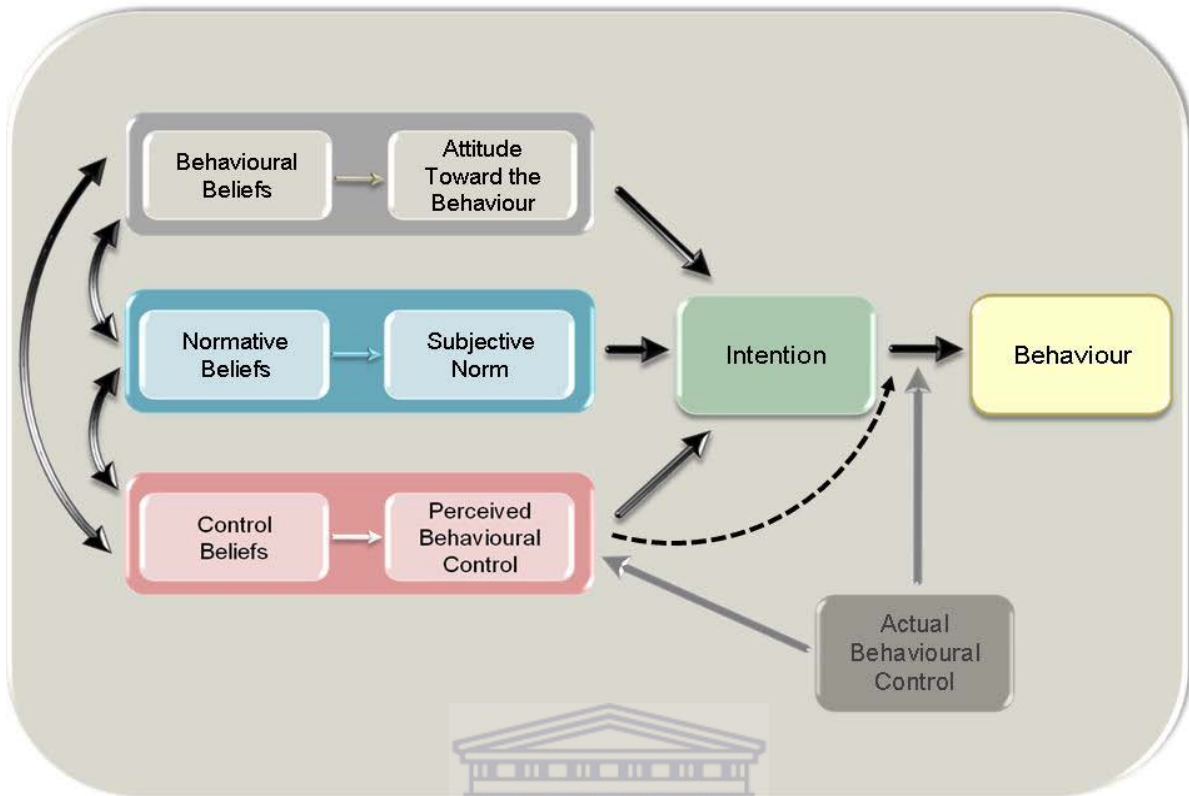 Behavioural
Beliefs
Attitude
Toward the
Behaviour
Normative
Beliefs
Subjective
Norm
Intention
Behaviour
Control
Beliefs
Perceived
Behavioural
Control
Actual
Behavioural
Control